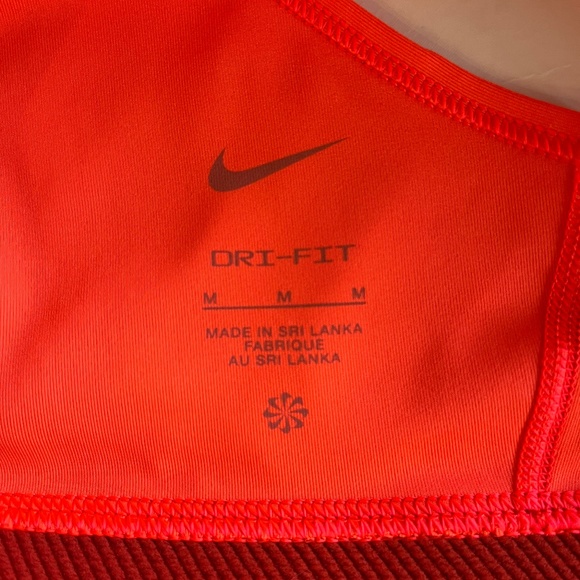 DRI-FIT
M M M
MADE IN SRI LANKA
FABRIQUE
AU SRI LANKA